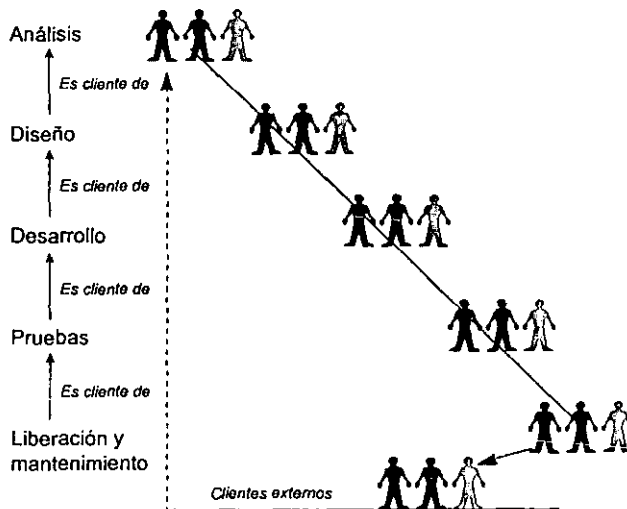 Análisis
Es cliente de
Diseño
Es cliente de
Desarrollo
Es cliente de
Pruebas
Es cliente de
Liberación y
mantenimiento
Clientes externos